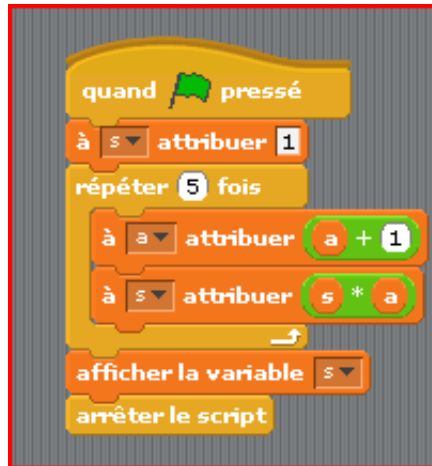 quand pressé
à s attribuer 1
répéter 5 fois
à a attribuer a + 1
à s attribuer s * a
afficher la variable s
arrêter le script